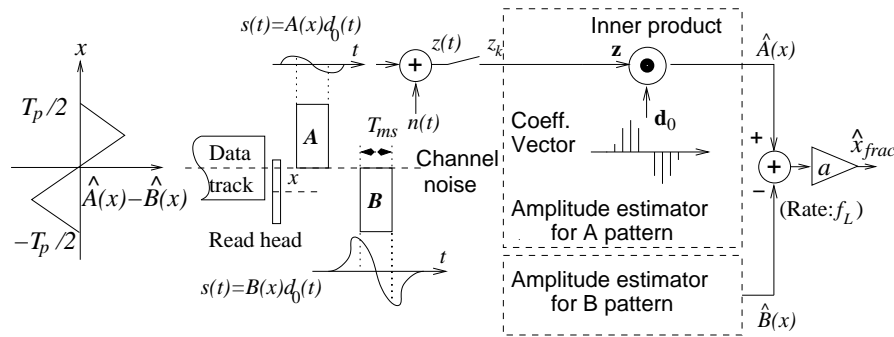 x
T_p/2
Â(x)−B̂(x)
−T_p/2
s(t)=A(x)d_0(t)
t
A
T_ms
Data
track
x
B
Read head
s(t)=B(x)d_0(t)
t
+
z(t)
z_k
n(t)
Channel
noise
Inner product
z
d_0
Coeff.
Vector
Amplitude estimator
for A pattern
Amplitude estimator
for B pattern
Â(x)
+
+
−
a
x̂_frac
(Rate:f_L)
B̂(x)